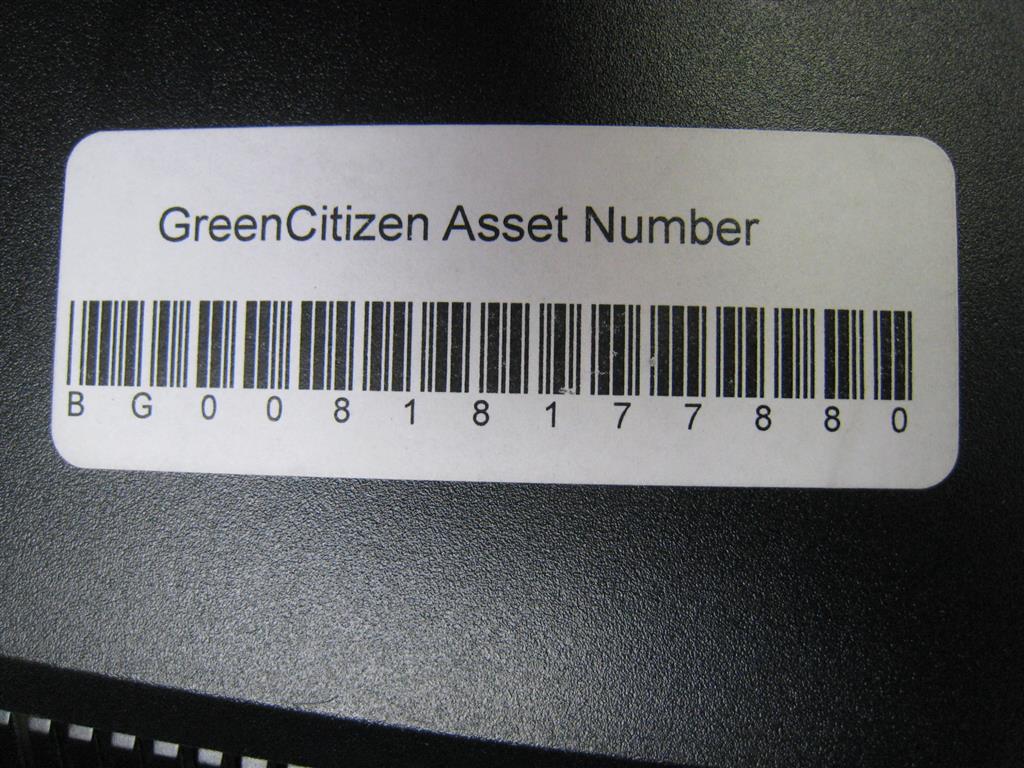 GreenCitizen Asset Number
B G 0 0 8 1 8 1 7 7 8 8 0